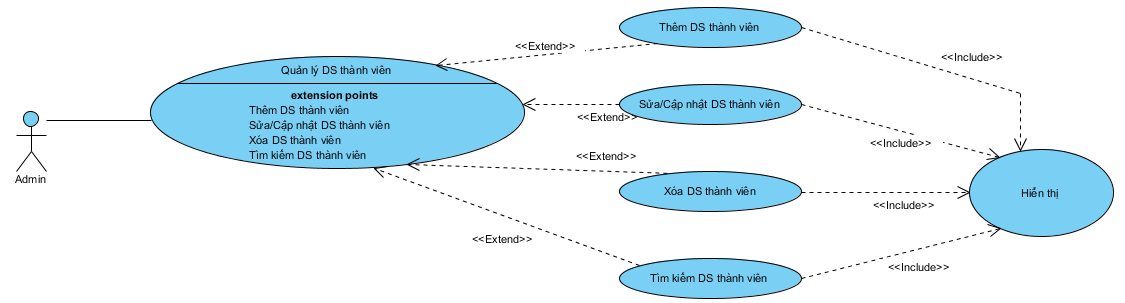 Thêm DS thành viên
<<Extend>>
<<Include>>
Quản lý DS thành viên
extension points
Thêm DS thành viên
Sửa/Cập nhật DS thành viên
Xóa DS thành viên
Tìm kiếm DS thành viên
Sửa/Cập nhật DS thành viên
<<Extend>>
<<Include>>
Admin
<<Extend>>
Xóa DS thành viên
<<Include>>
Hiển thị
<<Extend>>
Tìm kiếm DS thành viên
<<Include>>